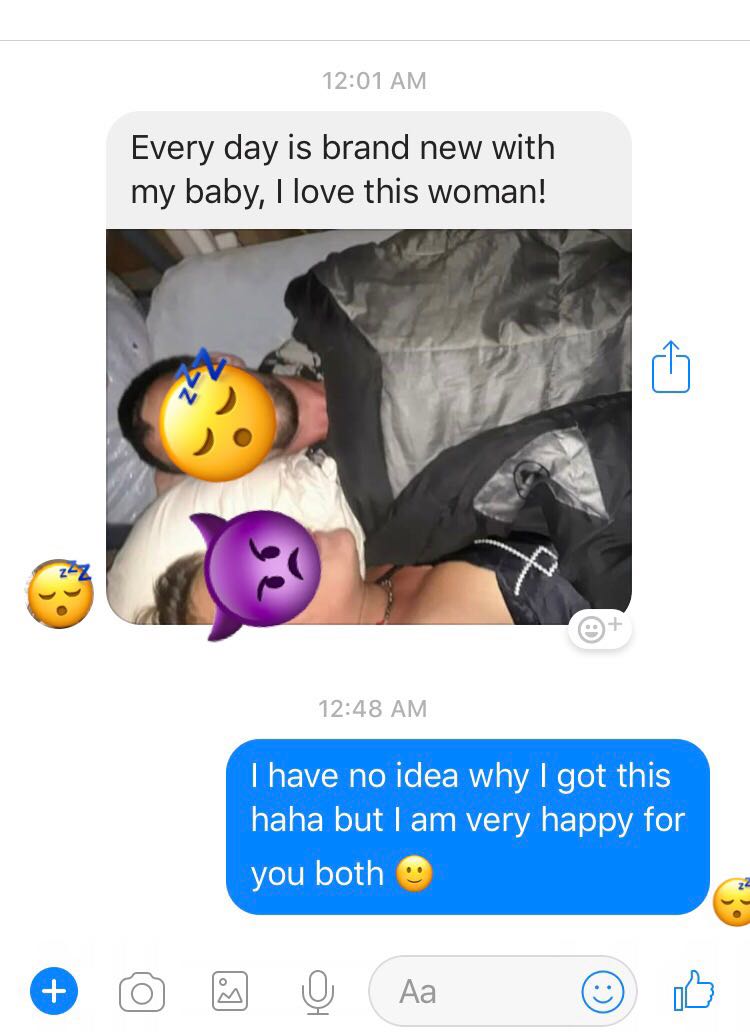 12:01 AM
Every day is brand new with
my baby, I love this woman!
12:48 AM
I have no idea why I got this
haha but I am very happy for
you both 🙂
Aa